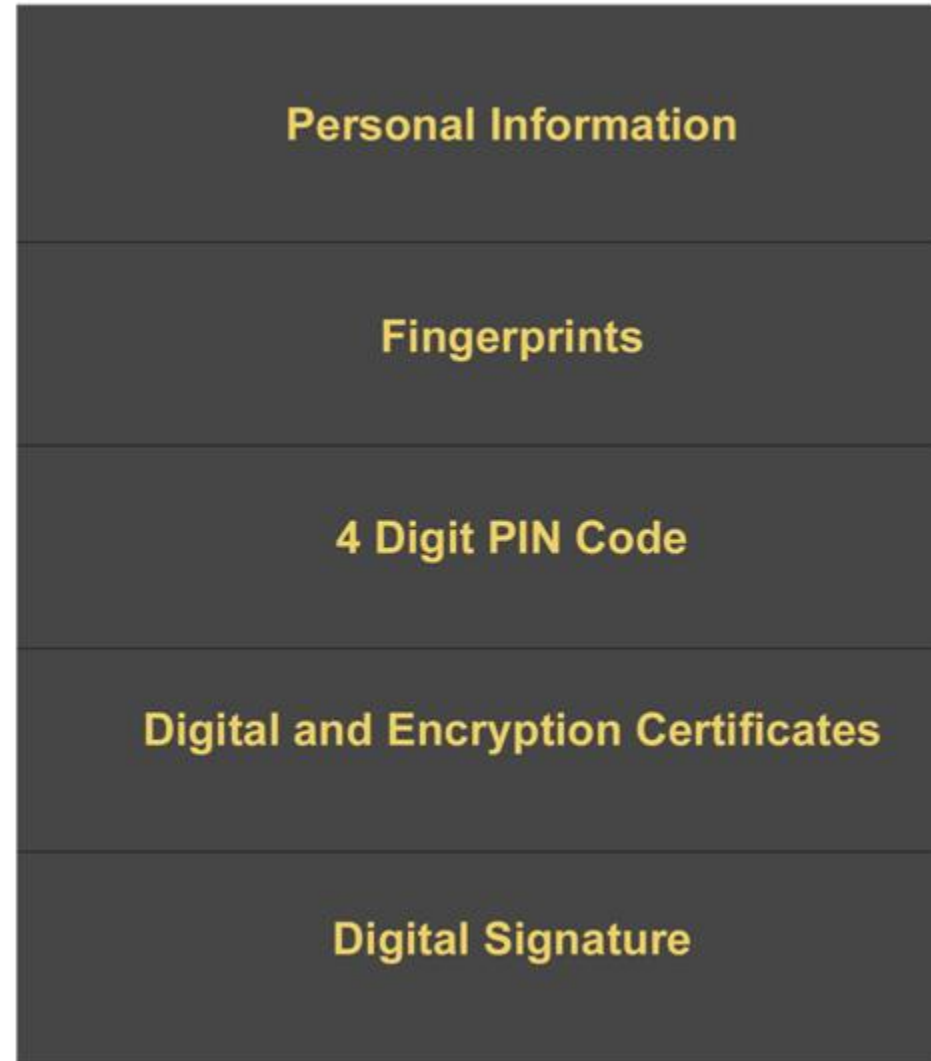 Personal Information
Fingerprints
4 Digit PIN Code
Digital and Encryption Certificates
Digital Signature